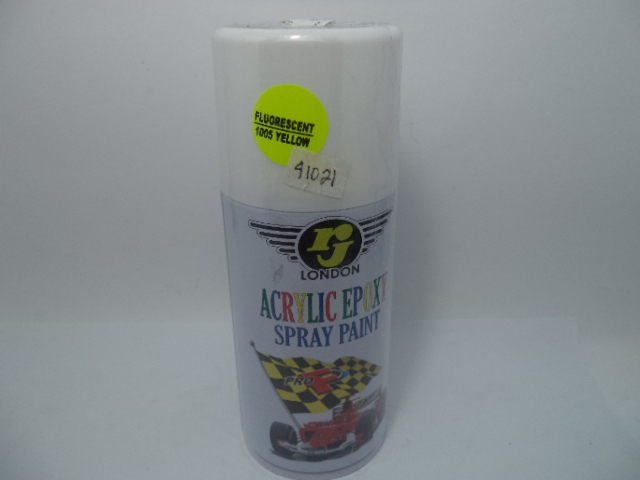 FLUORESCENT
1005 YELLOW
41021
rj
LONDON
ACRYLIC EPOXY
SPRAY PAINT
PRO